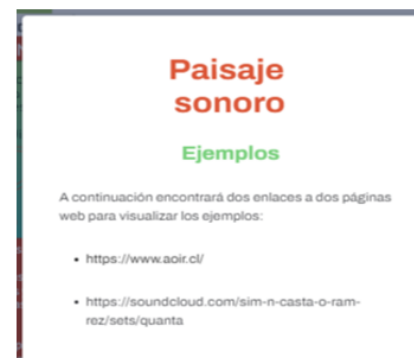 Paisaje
sonoro
Ejemplos
A continuación encontrará dos enlaces a dos páginas
web para visualizar los ejemplos:
• https://www.aoir.cl/
• https://soundcloud.com/sim-n-casta-o-ram-
rez/sets/quanta